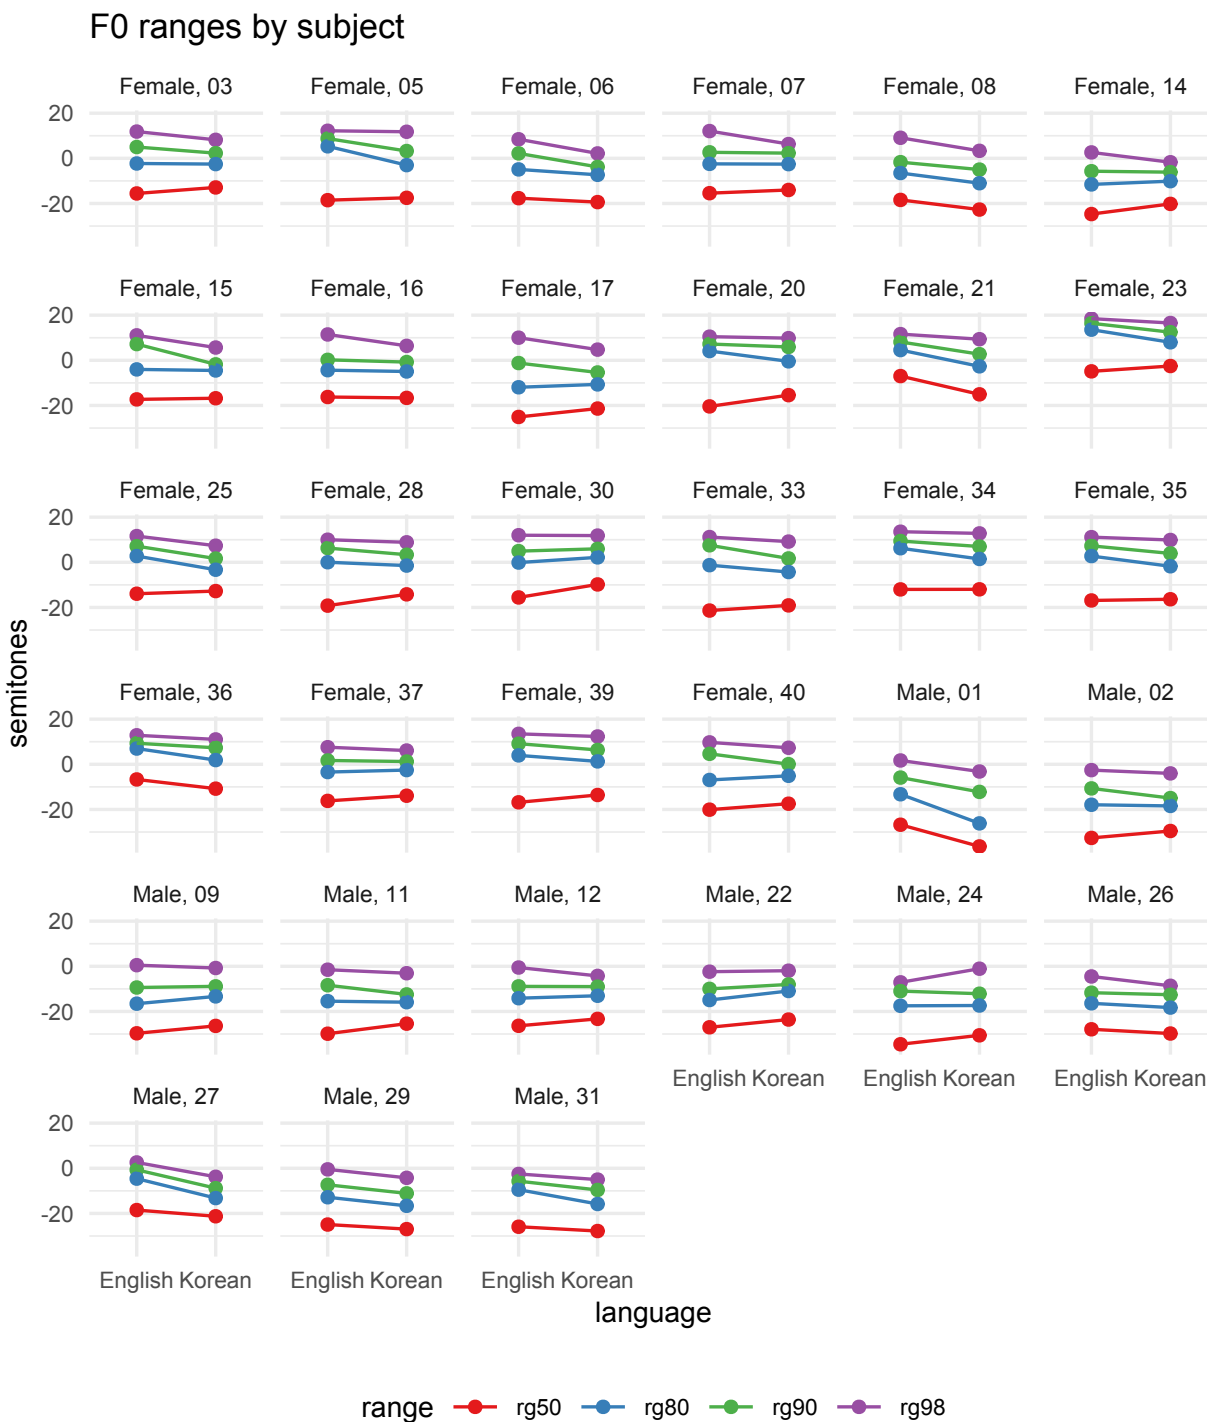 F0 ranges by subject
Female, 03 Female, 05 Female, 06 Female, 07 Female, 08 Female, 14
20
0
-20
Female, 15 Female, 16 Female, 17 Female, 20 Female, 21 Female, 23
20
0
-20
Female, 25 Female, 28 Female, 30 Female, 33 Female, 34 Female, 35
20
0
-20
semitones
Female, 36 Female, 37 Female, 39 Female, 40 Male, 01 Male, 02
20
0
-20
Male, 09 Male, 11 Male, 12 Male, 22 Male, 24 Male, 26
20
0
-20
English Korean English Korean English Korean
Male, 27 Male, 29 Male, 31
20
0
-20
English Korean English Korean English Korean
language
range rg50 rg80 rg90 rg98